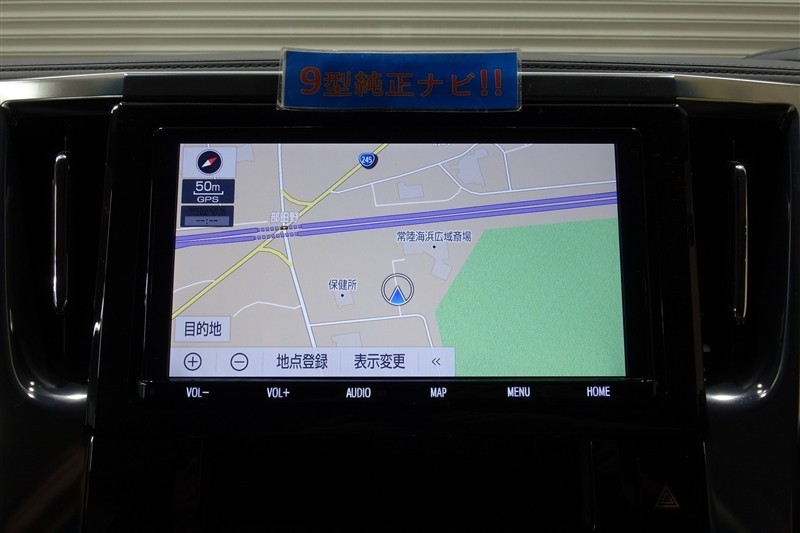 9型純正ナビ!!
245
50m
GPS
--:--
部田野
常陸海浜広域斎場
保健所
目的地
地点登録 表示変更 «
VOL- VOL+ AUDIO MAP MENU HOME